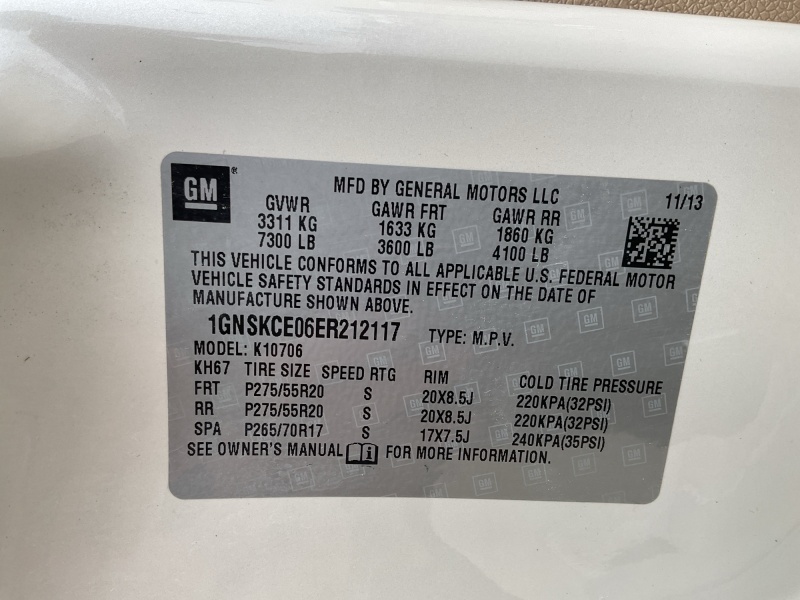 GM ®
MFD BY GENERAL MOTORS LLC 11/13
GVWR GAWR FRT GAWR RR
3311 KG 1633 KG 1860 KG
7300 LB 3600 LB 4100 LB
THIS VEHICLE CONFORMS TO ALL APPLICABLE U.S. FEDERAL MOTOR
VEHICLE SAFETY STANDARDS IN EFFECT ON THE DATE OF
MANUFACTURE SHOWN ABOVE.
1GNSKCE06ER212117 TYPE: M.P.V.
MODEL: K10706
KH67 TIRE SIZE SPEED RTG RIM COLD TIRE PRESSURE
FRT P275/55R20 S 20X8.5J 220KPA(32PSI)
RR P275/55R20 S 20X8.5J 220KPA(32PSI)
SPA P265/70R17 S 17X7.5J 240KPA(35PSI)
SEE OWNER'S MANUAL i FOR MORE INFORMATION.